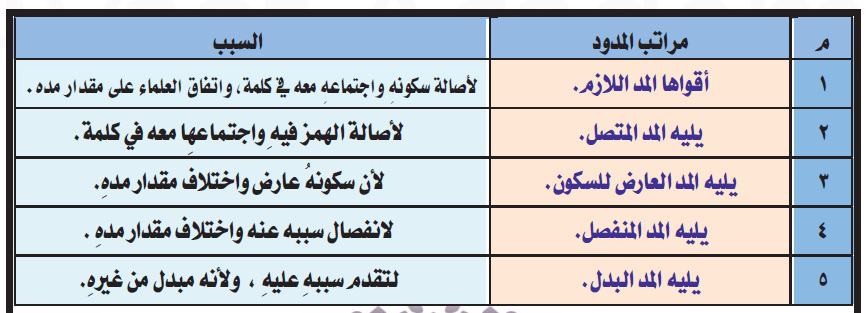 م مراتب المدود السبب
١ أقواها المد اللازم. لأصالة سكونهِ واجتماعهِ معه في كلمة، واتفاق العلماء على مقدار مده.
٢ يليه المد المتصل. لأصالة الهمز فيهِ واجتماعهِا معه في كلمة.
٣ يليه المد العارض للسكون. لأن سكونهُ عارض واختلاف مقدار مدهِ.
٤ يليه المد المنفصل. لانفصال سببه عنه واختلاف مقدار مدهِ.
٥ يليه المد البدل. لتقدم سببهِ عليهِ، ولأنه مبدل من غيرهِ.